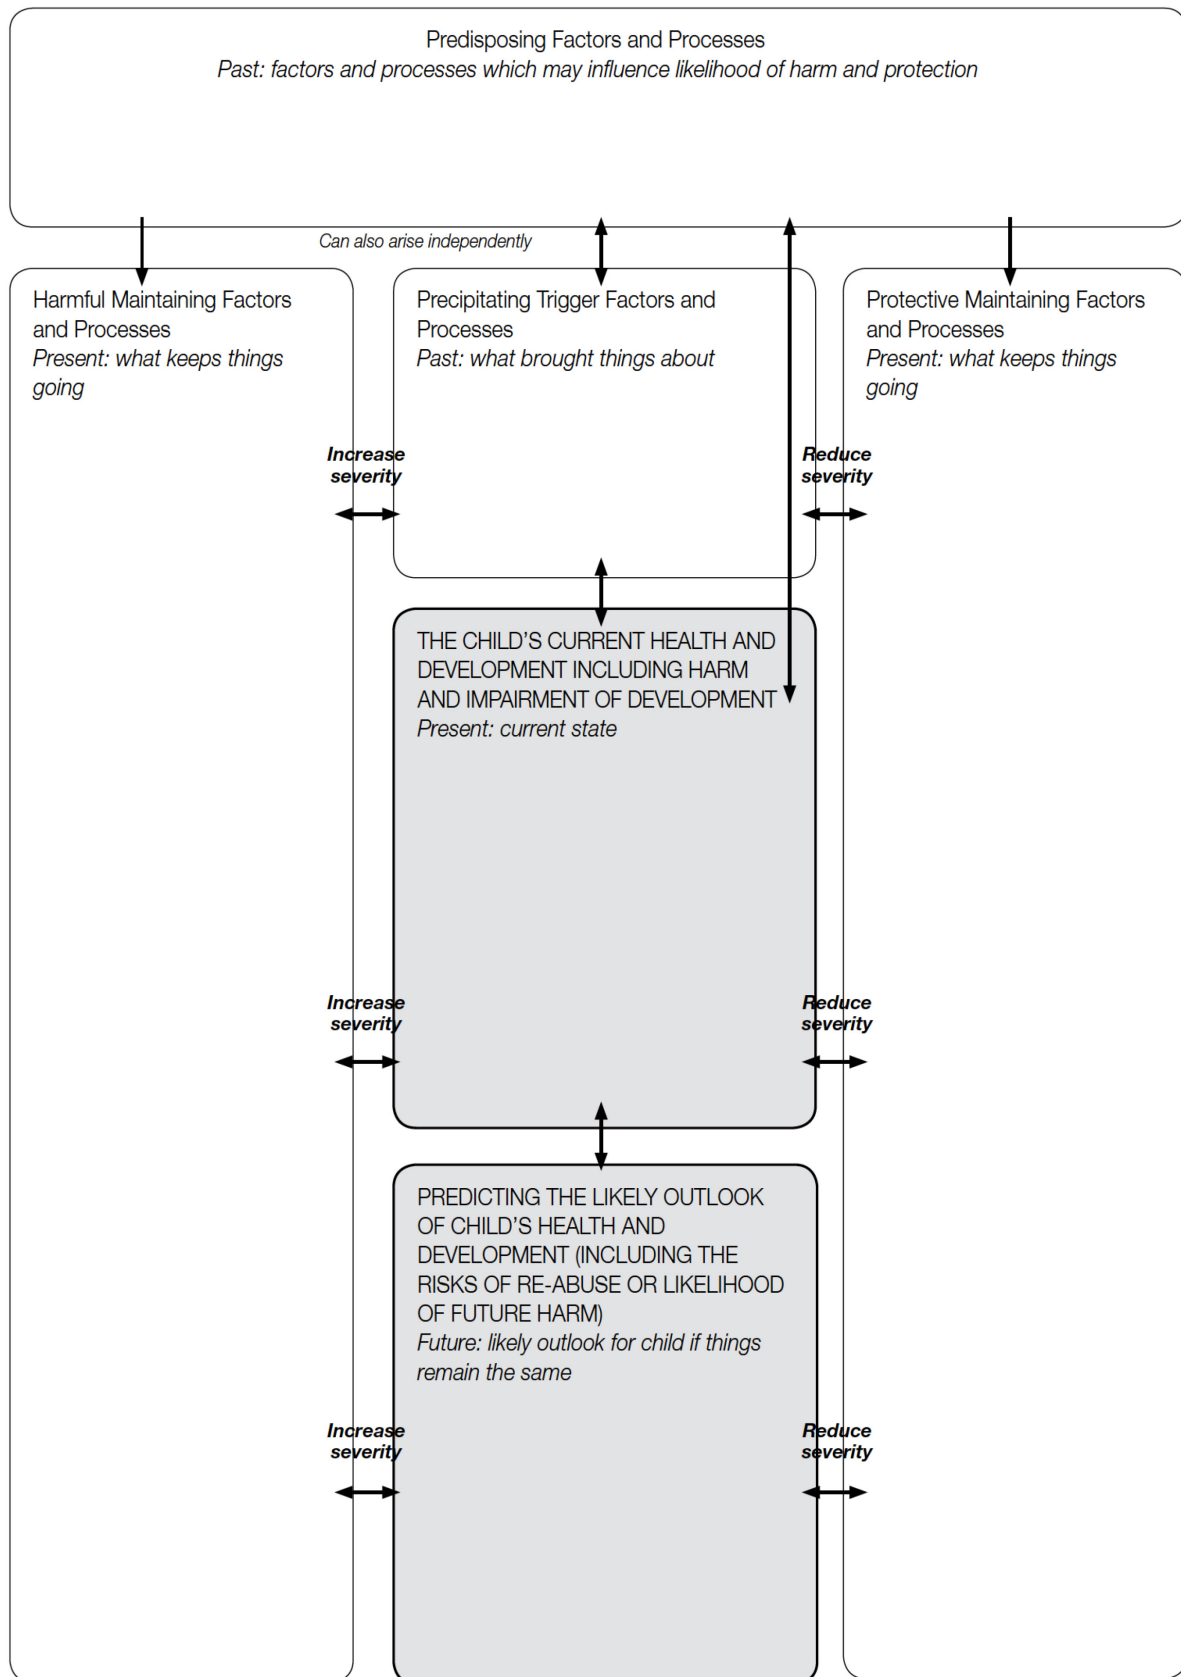 Predisposing Factors and Processes
Past: factors and processes which may influence likelihood of harm and protection
Can also arise independently
Harmful Maintaining Factors
and Processes
Present: what keeps things
going
Precipitating Trigger Factors and
Processes
Past: what brought things about
Protective Maintaining Factors
and Processes
Present: what keeps things
going
Increase
severity
Reduce
severity
THE CHILD’S CURRENT HEALTH AND
DEVELOPMENT INCLUDING HARM
AND IMPAIRMENT OF DEVELOPMENT
Present: current state
Increase
severity
Reduce
severity
PREDICTING THE LIKELY OUTLOOK
OF CHILD’S HEALTH AND
DEVELOPMENT (INCLUDING THE
RISKS OF RE-ABUSE OR LIKELIHOOD
OF FUTURE HARM)
Future: likely outlook for child if things
remain the same
Increase
severity
Reduce
severity